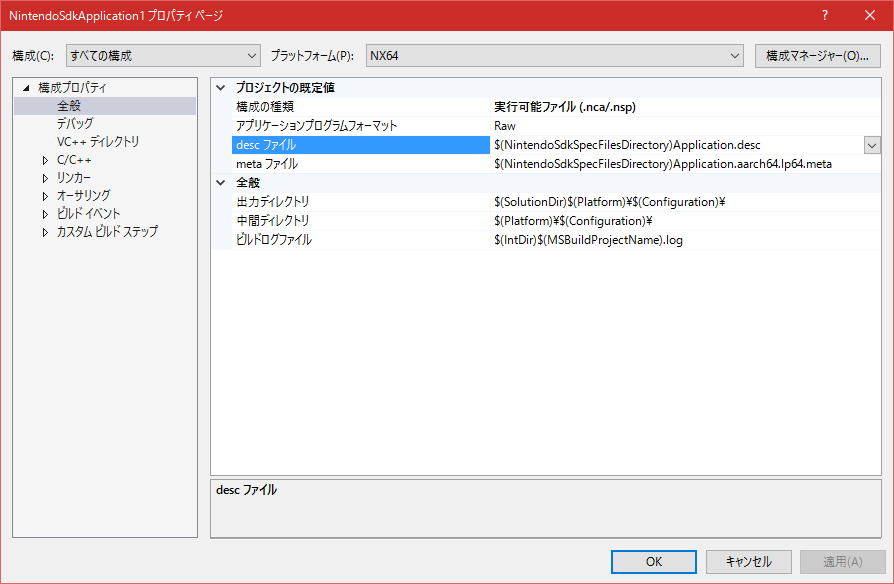 NintendoSdkApplication1 プロパティ ページ
? ×
構成(C): すべての構成 プラットフォーム(P): NX64 構成マネージャー(O)...
構成プロパティ
全般
デバッグ
VC++ ディレクトリ
C/C++
リンカー
オーサリング
ビルド イベント
カスタム ビルド ステップ
プロジェクトの既定値
構成の種類 実行可能ファイル (.nca/.nsp)
アプリケーションプログラムフォーマット Raw
desc ファイル $(NintendoSdkSpecFilesDirectory)Application.desc
meta ファイル $(NintendoSdkSpecFilesDirectory)Application.aarch64.lp64.meta
全般
出力ディレクトリ $(SolutionDir)$(Platform)¥$(Configuration)¥
中間ディレクトリ $(Platform)¥$(Configuration)¥
ビルドログファイル $(IntDir)$(MSBuildProjectName).log
desc ファイル
OK キャンセル 適用(A)